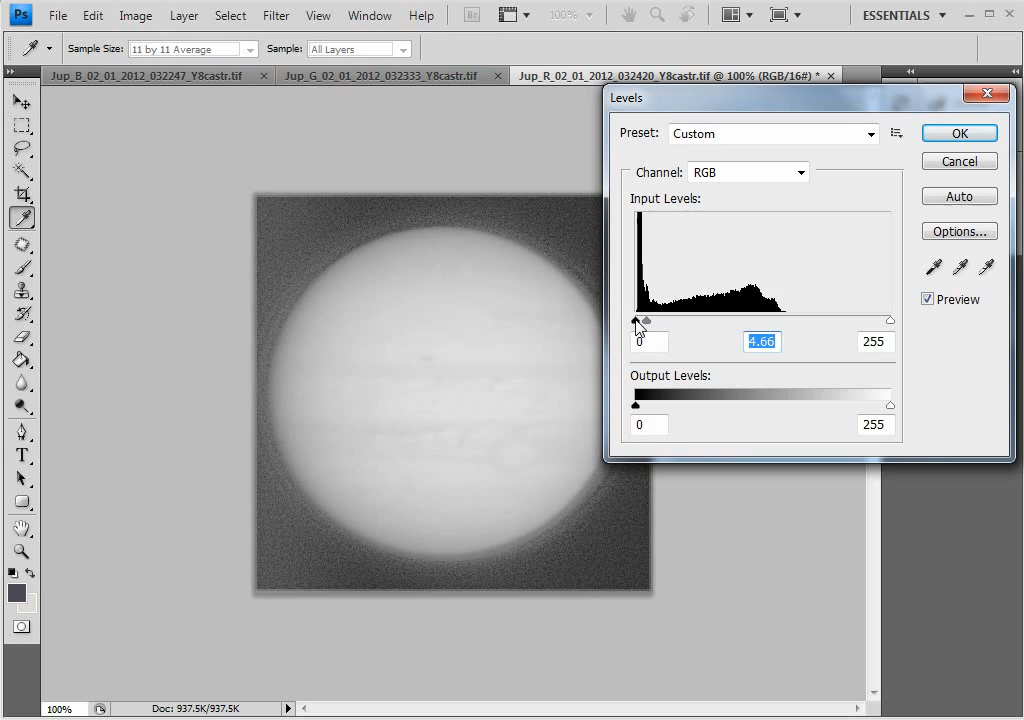 Ps File Edit Image Layer Select Filter View Window Help Br 100% ESSENTIALS
Sample Size: 11 by 11 Average Sample: All Layers
Jup_B_02_01_2012_032247_Y8castr.tif Jup_G_02_01_2012_032333_Y8castr.tif Jup_R_02_01_2012_032420_Y8castr.tif @ 100% (RGB/16#) *
Levels
Preset: Custom OK
Channel: RGB Cancel
Input Levels: Auto
Options...
Preview
0 4.66 255
Output Levels:
0 255
T
100% Doc: 937.5K/937.5K